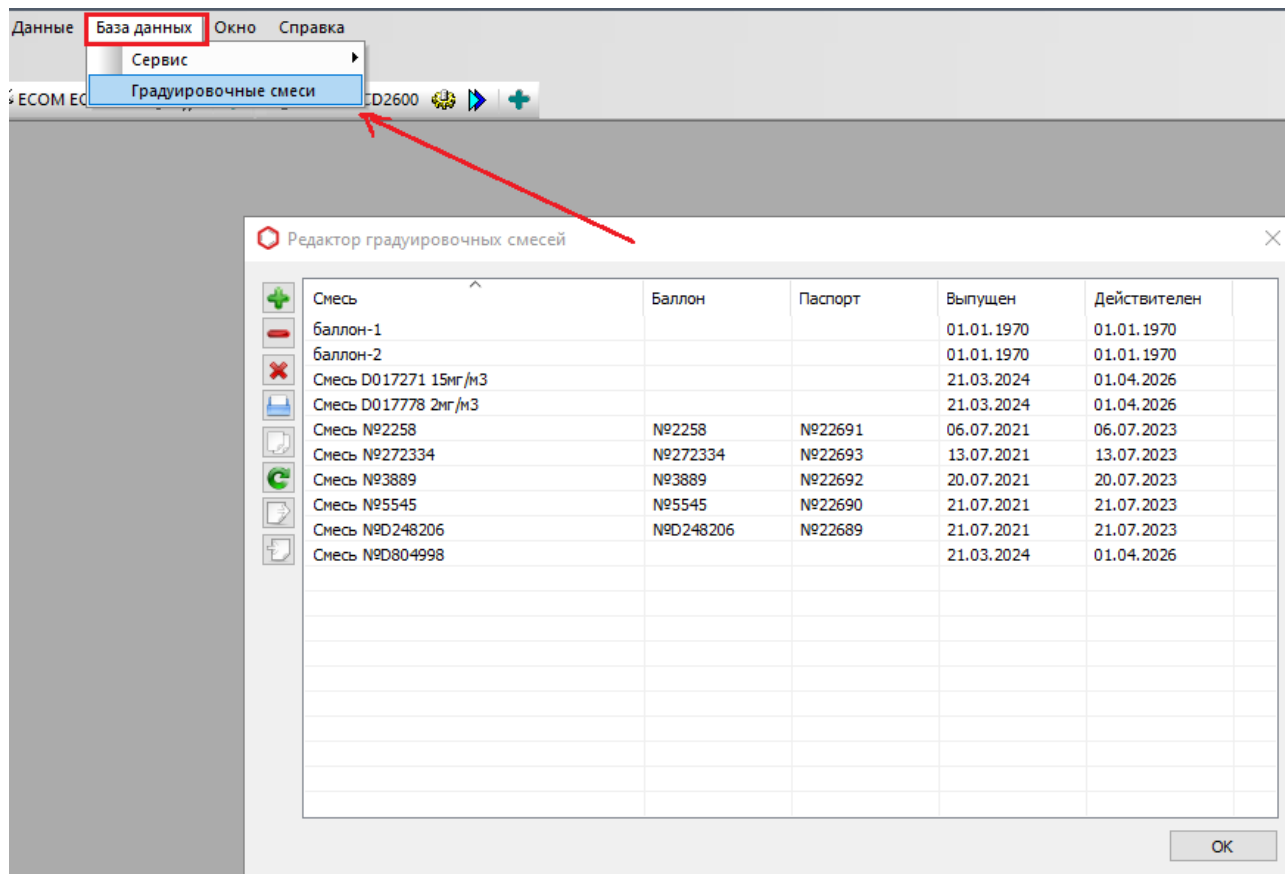 Данные База данных Окно Справка
Сервис
Градуировочные смеси
ECOM CD2600
Редактор градуировочных смесей
Смесь Баллон Паспорт Выпущен Действителен
баллон-1 01.01.1970 01.01.1970
баллон-2 01.01.1970 01.01.1970
Смесь D017271 15мг/м3 21.03.2024 01.04.2026
Смесь D017778 2мг/м3 21.03.2024 01.04.2026
Смесь №2258 №2258 №22691 06.07.2021 06.07.2023
Смесь №272334 №272334 №22693 13.07.2021 13.07.2023
Смесь №3889 №3889 №22692 20.07.2021 20.07.2023
Смесь №5545 №5545 №22690 21.07.2021 21.07.2023
Смесь №D248206 №D248206 №22689 21.07.2021 21.07.2023
Смесь №D804998 21.03.2024 01.04.2026
OK